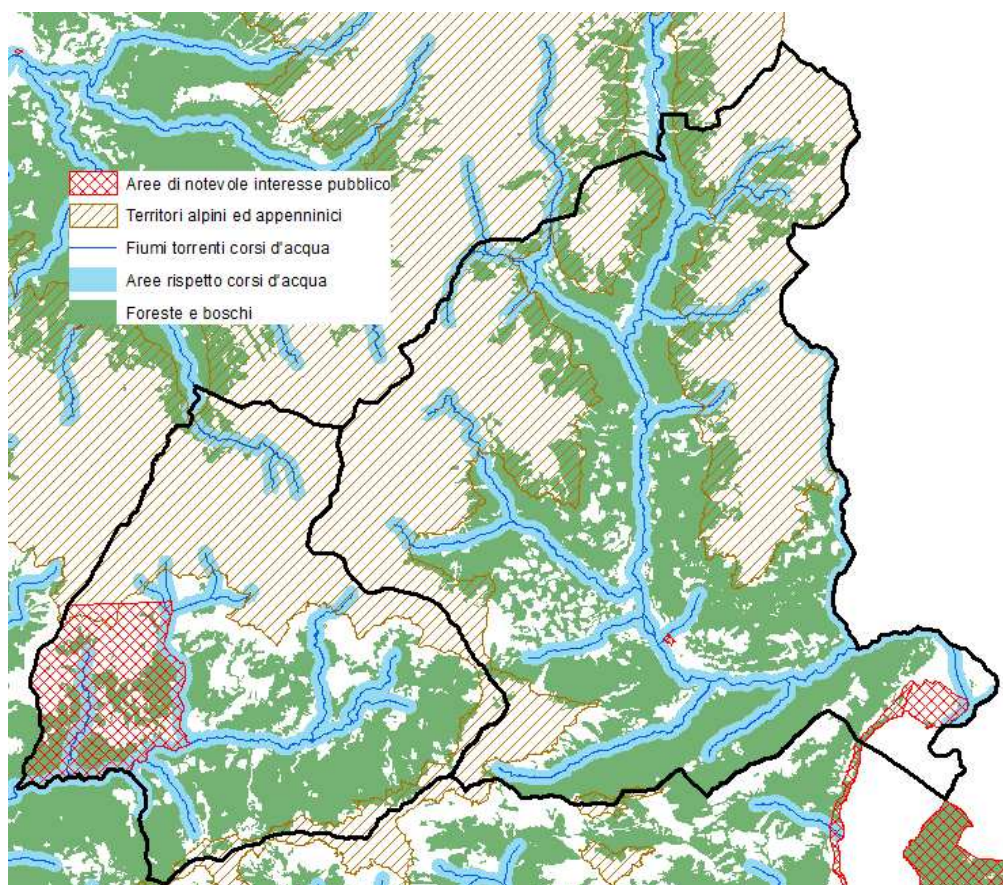 Aree di notevole interesse pubblico
Territori alpini ed appenninici
Fiumi torrenti corsi d'acqua
Aree rispetto corsi d'acqua
Foreste e boschi